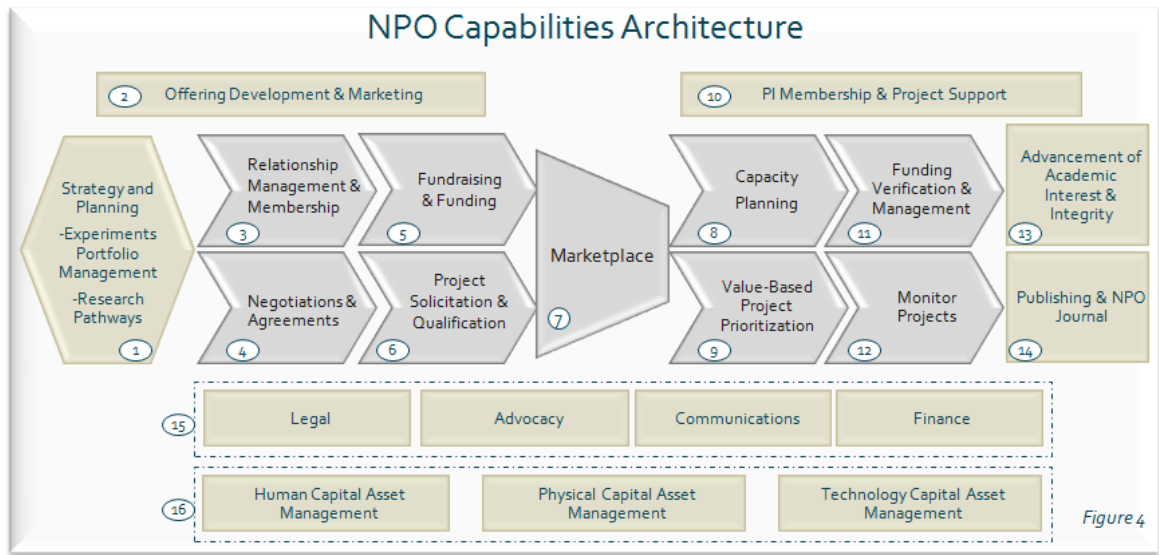 NPO Capabilities Architecture
2 Offering Development & Marketing
10 PI Membership & Project Support
Strategy and
Planning
-Experiments
Portfolio
Management
-Research
Pathways
1
Relationship
Management &
Membership
3
Fundraising
& Funding
5
Negotiations &
Agreements
4
Project
Solicitation &
Qualification
6
Marketplace
7
Capacity
Planning
8
Funding
Verification &
Management
11
Value-Based
Project
Prioritization
9
Monitor
Projects
12
Advancement of
Academic
Interest &
Integrity
13
Publishing & NPO
Journal
14
15
Legal
Advocacy
Communications
Finance
16
Human Capital Asset
Management
Physical Capital Asset
Management
Technology Capital Asset
Management
Figure 4